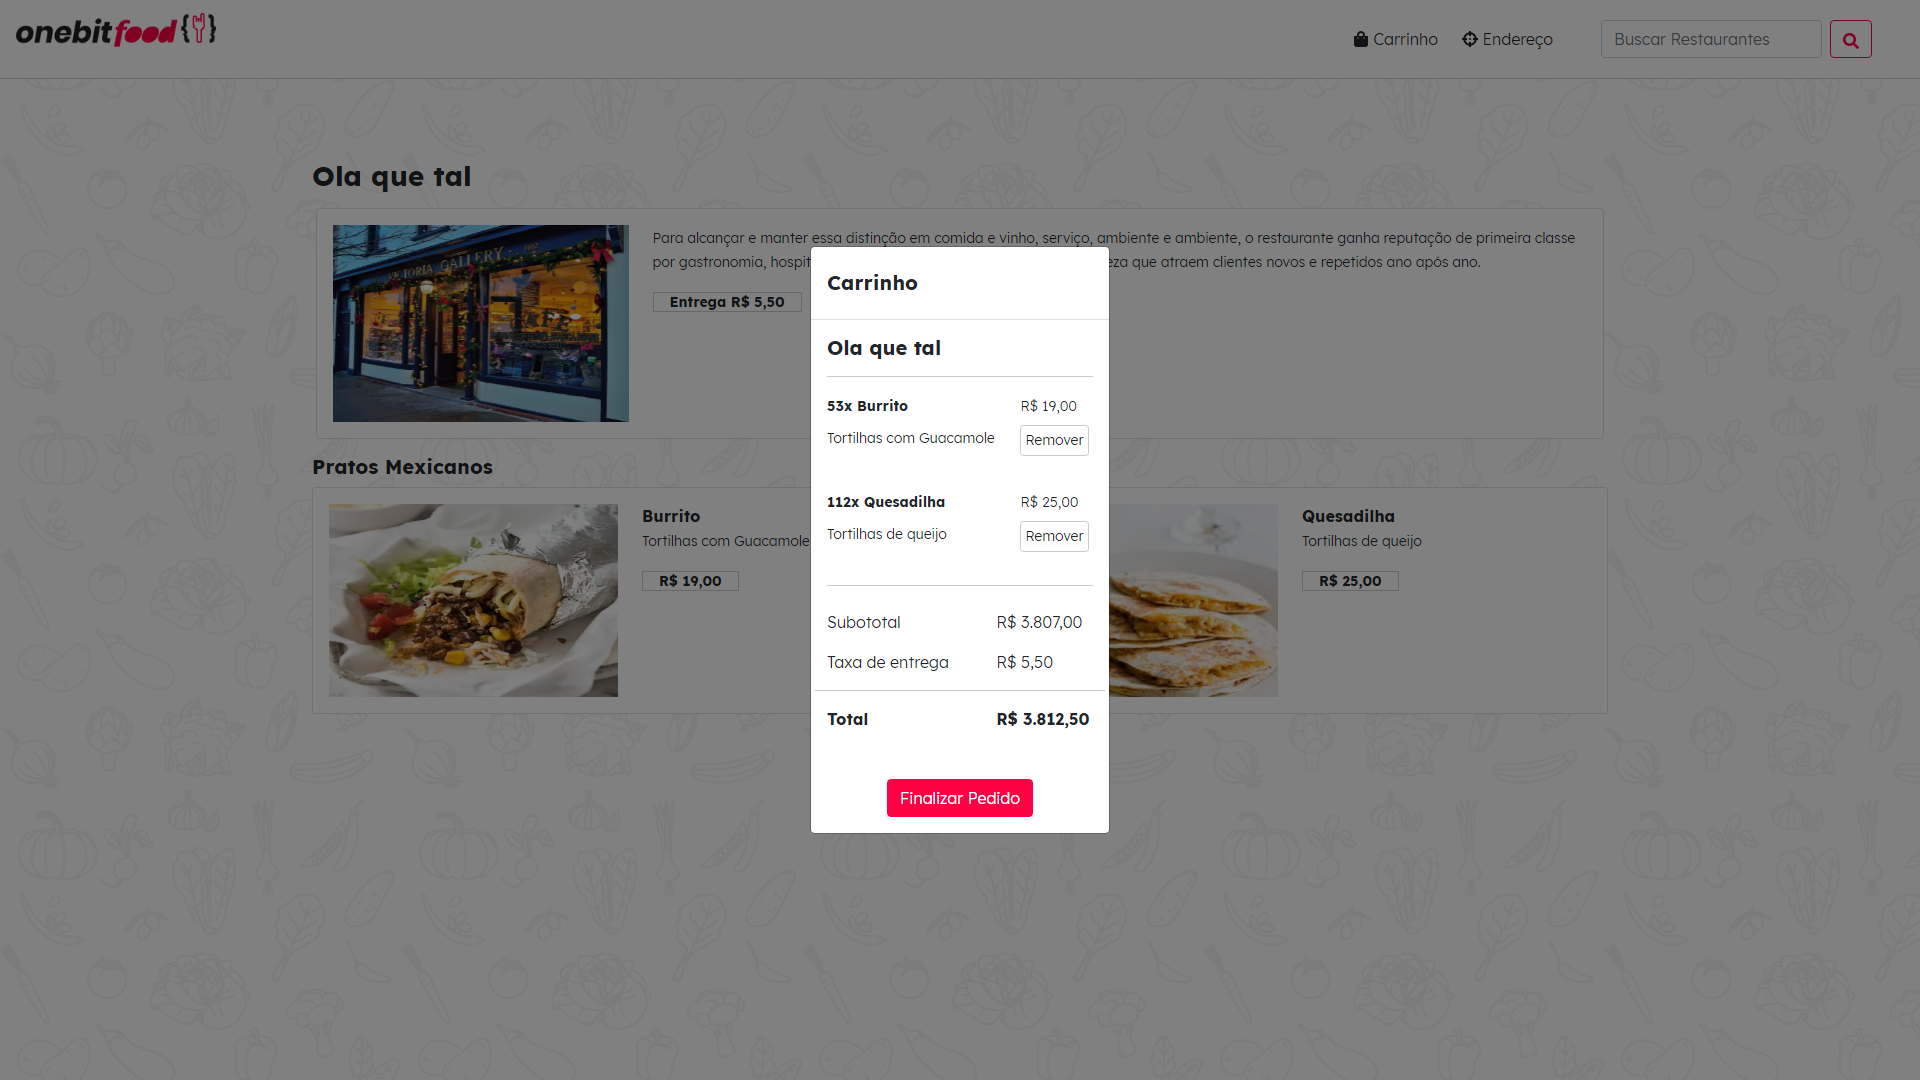 onebitfood
Carrinho
Endereço
Buscar Restaurantes
Ola que tal
VICTORIA GALLERY
Para alcançar e manter essa distinção em comida e vinho, serviço, ambiente e ambiente, o restaurante ganha reputação de primeira classe
por gastronomia, hospit
eza que atraem clientes novos e repetidos ano após ano.
Entrega R$ 5,50
Pratos Mexicanos
Burrito
Tortilhas com Guacamole
R$ 19,00
Quesadilha
Tortilhas de queijo
R$ 25,00
Carrinho
Ola que tal
53x Burrito
R$ 19,00
Tortilhas com Guacamole
Remover
112x Quesadilha
R$ 25,00
Tortilhas de queijo
Remover
Subototal
R$ 3.807,00
Taxa de entrega
R$ 5,50
Total
R$ 3.812,50
Finalizar Pedido